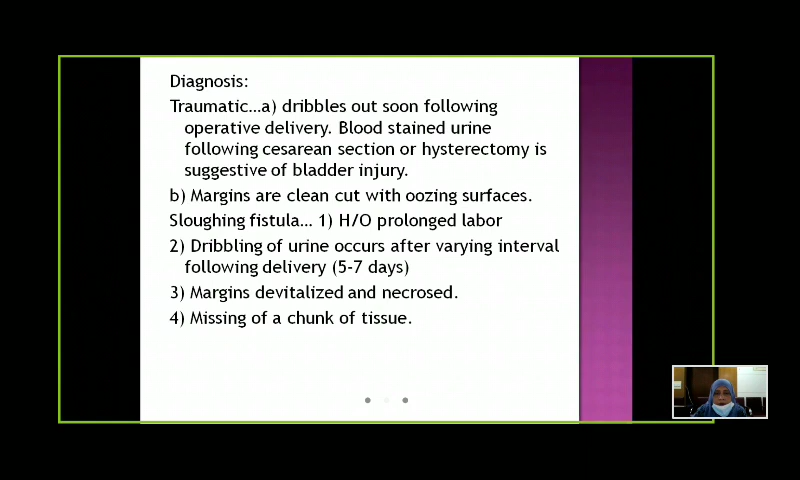 Diagnosis:
Traumatic...a) dribbles out soon following
operative delivery. Blood stained urine
following cesarean section or hysterectomy is
suggestive of bladder injury.
b) Margins are clean cut with oozing surfaces.
Sloughing fistula... 1) H/O prolonged labor
2) Dribbling of urine occurs after varying interval
following delivery (5-7 days)
3) Margins devitalized and necrosed.
4) Missing of a chunk of tissue.